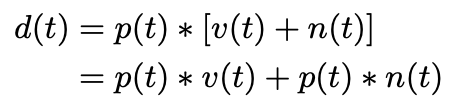 d(t) = p(t) * [v(t) + n(t)]
= p(t) * v(t) + p(t) * n(t)